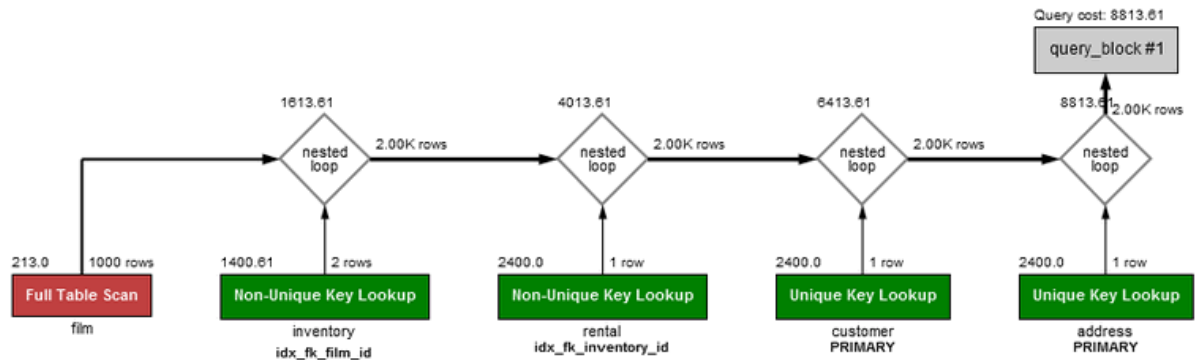 Query cost: 8813.61
query_block #1
1613.61
4013.61
6413.61
8813.61
2.00K rows
nested
loop
2.00K rows
nested
loop
2.00K rows
nested
loop
2.00K rows
nested
loop
213.0
1000 rows
1400.61
2 rows
2400.0
1 row
2400.0
1 row
2400.0
1 row
Full Table Scan
Non-Unique Key Lookup
Non-Unique Key Lookup
Unique Key Lookup
Unique Key Lookup
film
inventory
rental
customer
address
idx_fk_film_id
idx_fk_inventory_id
PRIMARY
PRIMARY